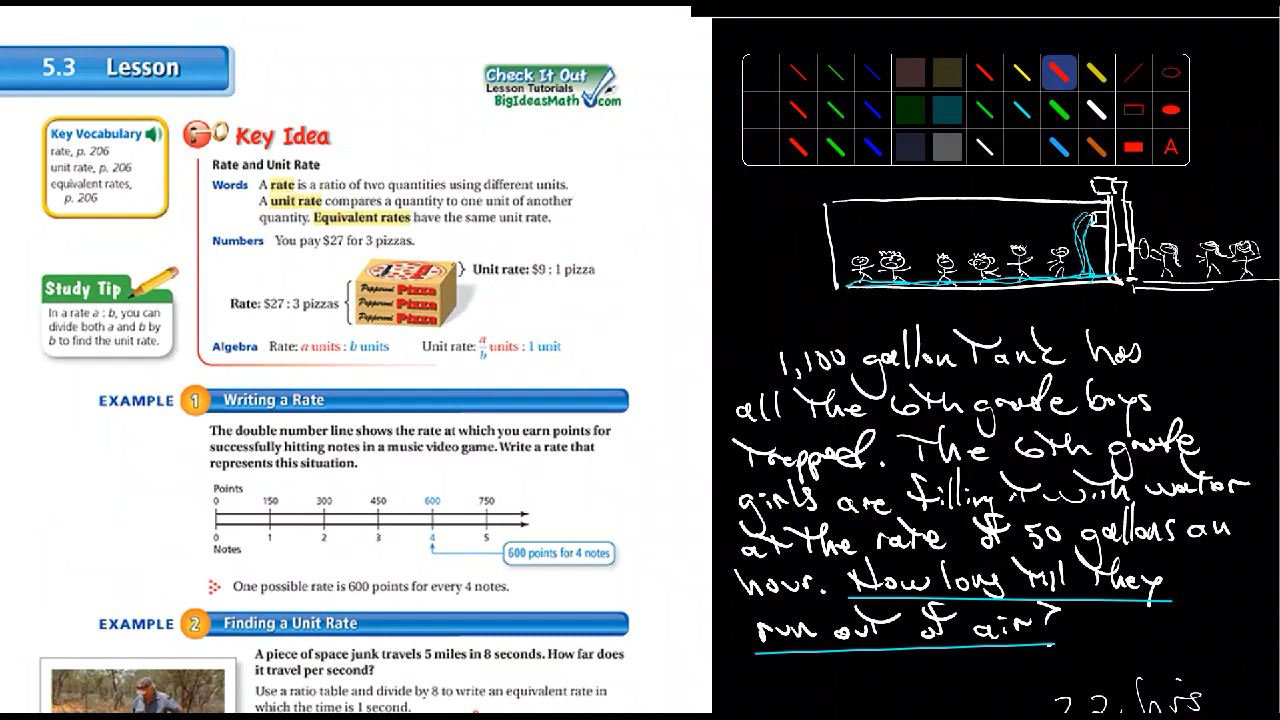 5.3 Lesson
Check It Out
Lesson Tutorials
BigIdeasMath.com
Key Vocabulary
rate, p. 206
unit rate, p. 206
equivalent rates,
p. 206
Key Idea
Rate and Unit Rate
Words A rate is a ratio of two quantities using different units.
A unit rate compares a quantity to one unit of another
quantity. Equivalent rates have the same unit rate.
Numbers You pay $27 for 3 pizzas.
Unit rate: $9 : 1 pizza
Rate: $27 : 3 pizzas
Pepperoni Pizza
Pepperoni Pizza
Pepperoni Pizza
Algebra Rate: a units : b units Unit rate: a/b units : 1 unit
Study Tip
In a rate a : b, you can
divide both a and b by
b to find the unit rate.
EXAMPLE 1 Writing a Rate
The double number line shows the rate at which you earn points for
successfully hitting notes in a music video game. Write a rate that
represents this situation.
Points
0 150 300 450 600 750
0 1 2 3 4 5
Notes
600 points for 4 notes
One possible rate is 600 points for every 4 notes.
EXAMPLE 2 Finding a Unit Rate
A piece of space junk travels 5 miles in 8 seconds. How far does
it travel per second?
Use a ratio table and divide by 8 to write an equivalent rate in
which the time is 1 second.
A
1,100 gallon Tank has
all the 6th grade boys
trapped. The 6th grade
girls are filling it with water
at the rate of 50 gallons an
hour. How long till they
run out of air?
22 hrs